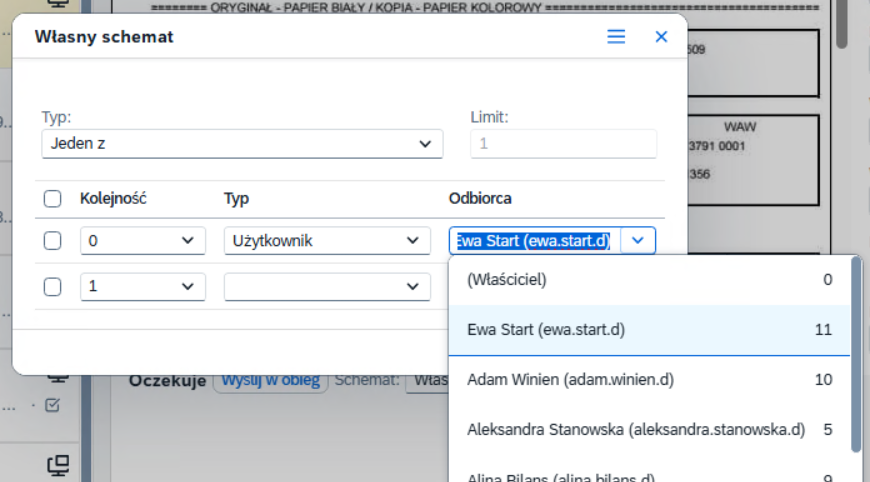 ======== ORYGINAŁ - PAPIER BIAŁY / KOPIA - PAPIER KOLOROWY ========
Własny schemat
509
Typ:
Limit:
Jeden z
1
WAW
3791 0001
356
Kolejność Typ Odbiorca
0 Użytkownik Ewa Start (ewa.start.d)
1
(Właściciel) 0
Ewa Start (ewa.start.d) 11
Oczekuje Wyślij w obieg Schemat: Włas
Adam Winien (adam.winien.d) 10
Aleksandra Stanowska (aleksandra.stanowska.d) 5
Alina Bilans (alina.bilans.d) 9